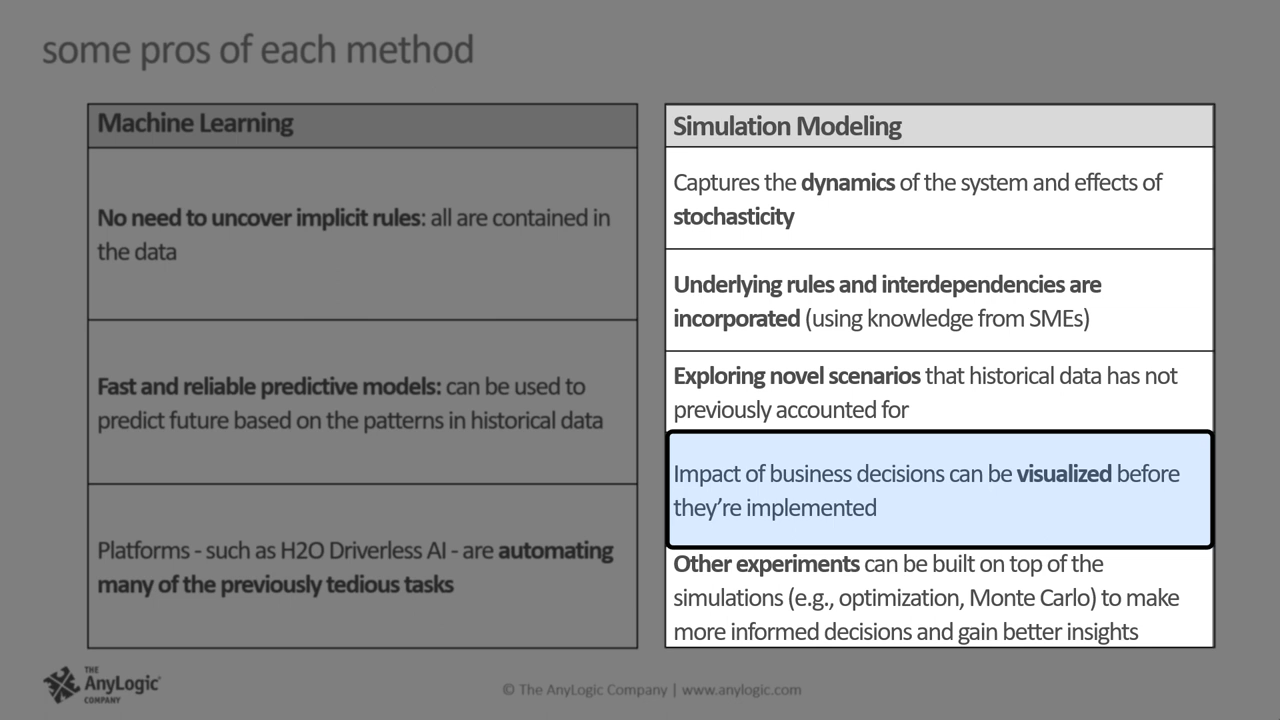 some pros of each method
Machine Learning
No need to uncover implicit rules: all are contained in
the data
Fast and reliable predictive models: can be used to
predict future based on the patterns in historical data
Platforms - such as H2O Driverless AI - are automating
many of the previously tedious tasks
Simulation Modeling
Captures the dynamics of the system and effects of
stochasticity
Underlying rules and interdependencies are
incorporated (using knowledge from SMEs)
Exploring novel scenarios that historical data has not
previously accounted for
Impact of business decisions can be visualized before
they’re implemented
Other experiments can be built on top of the
simulations (e.g., optimization, Monte Carlo) to make
more informed decisions and gain better insights
THE
AnyLogic
COMPANY
© The AnyLogic Company | www.anylogic.com